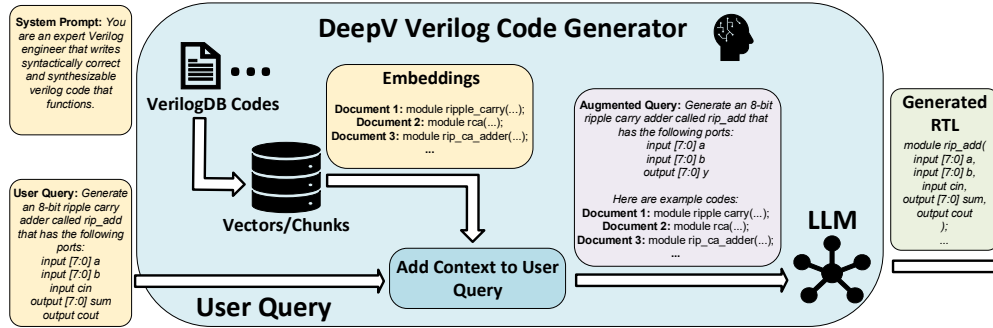 System Prompt: You
are an expert Verilog
engineer that writes
syntactically correct
and synthesizable
verilog code that
functions.
DeepV Verilog Code Generator
VerilogDB Codes
Embeddings
Document 1: module ripple_carry(...);
Document 2: module rca(...);
Document 3: module rip_ca_adder(...);
...
Vectors/Chunks
User Query: Generate
an 8-bit ripple carry
adder called rip_add
that has the following
ports:
input [7:0] a
input [7:0] b
input cin
output [7:0] sum
output cout
User Query
Add Context to User
Query
Augmented Query: Generate an 8-bit
ripple carry adder called rip_add that
has the following ports:
input [7:0] a
input [7:0] b
output [7:0] y
Here are example codes:
Document 1: module ripple carry(...);
Document 2: module rca(...);
Document 3: module rip_ca_adder(...);
...
LLM
Generated
RTL
module rip_add(
input [7:0] a,
input [7:0] b,
input cin,
output [7:0] sum,
output cout
);
...